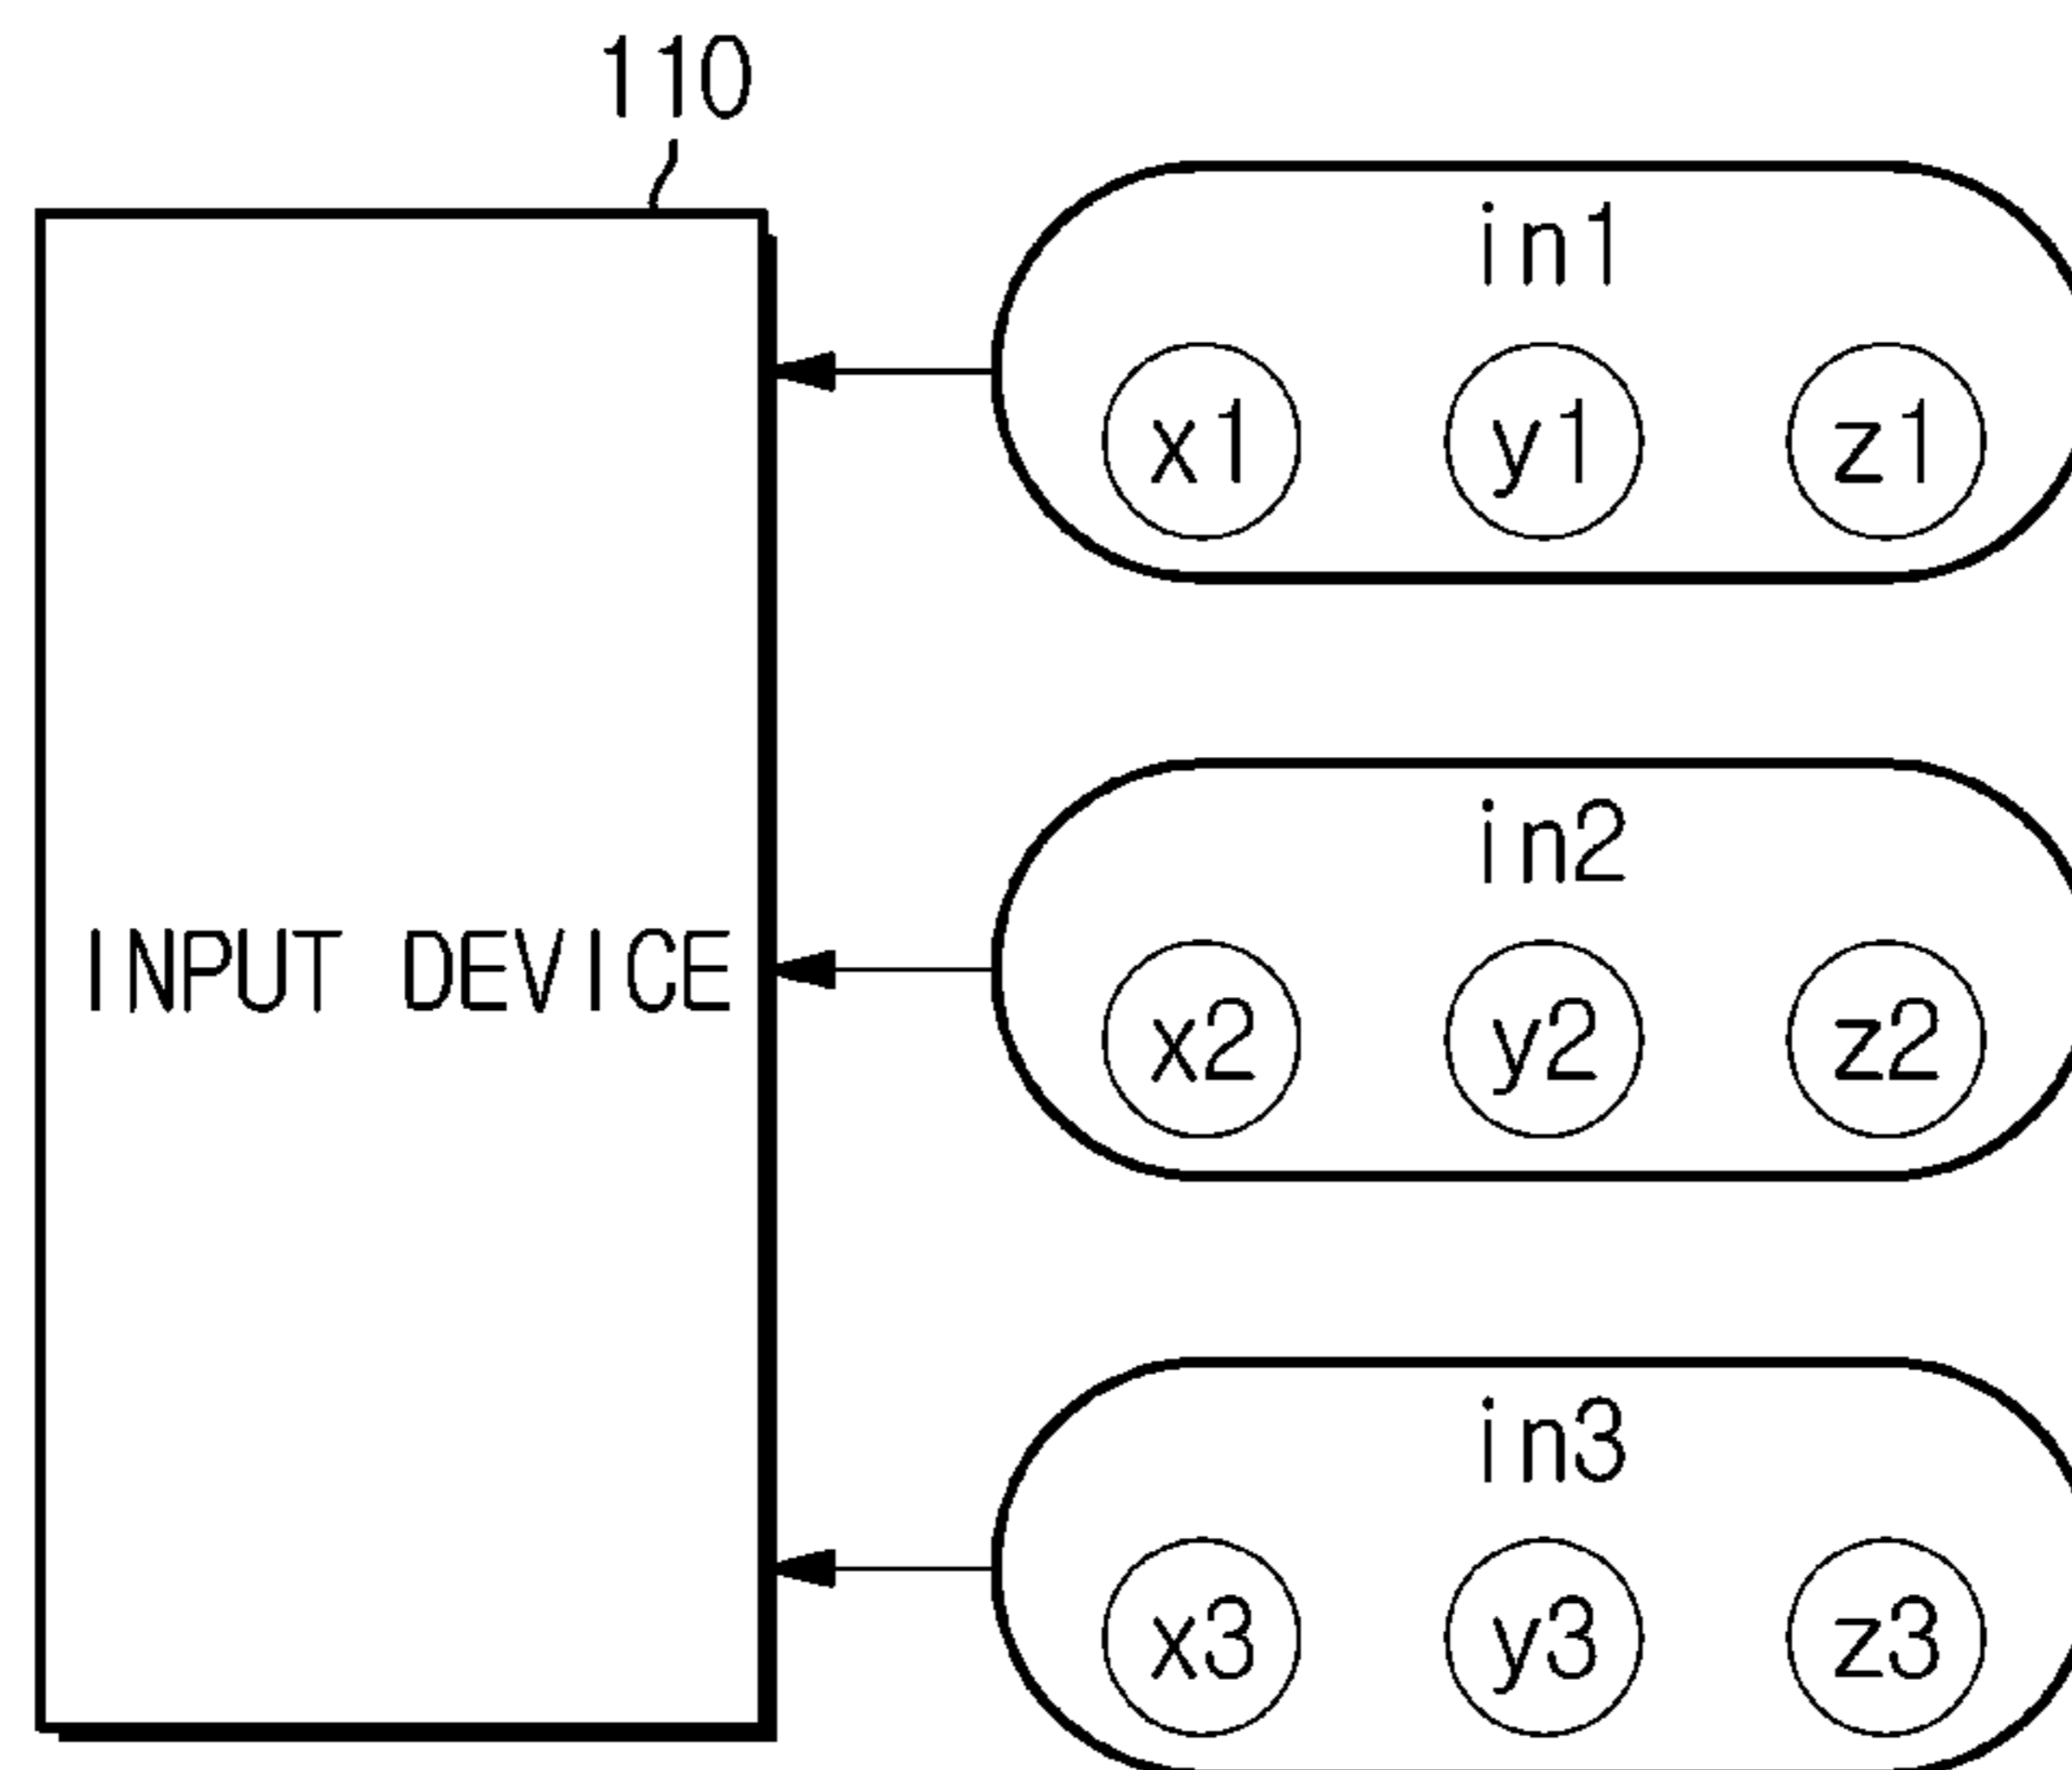 110
in1
x1 y1 z1
in2
INPUT DEVICE
x2 y2 z2
in3
x3 y3 z3